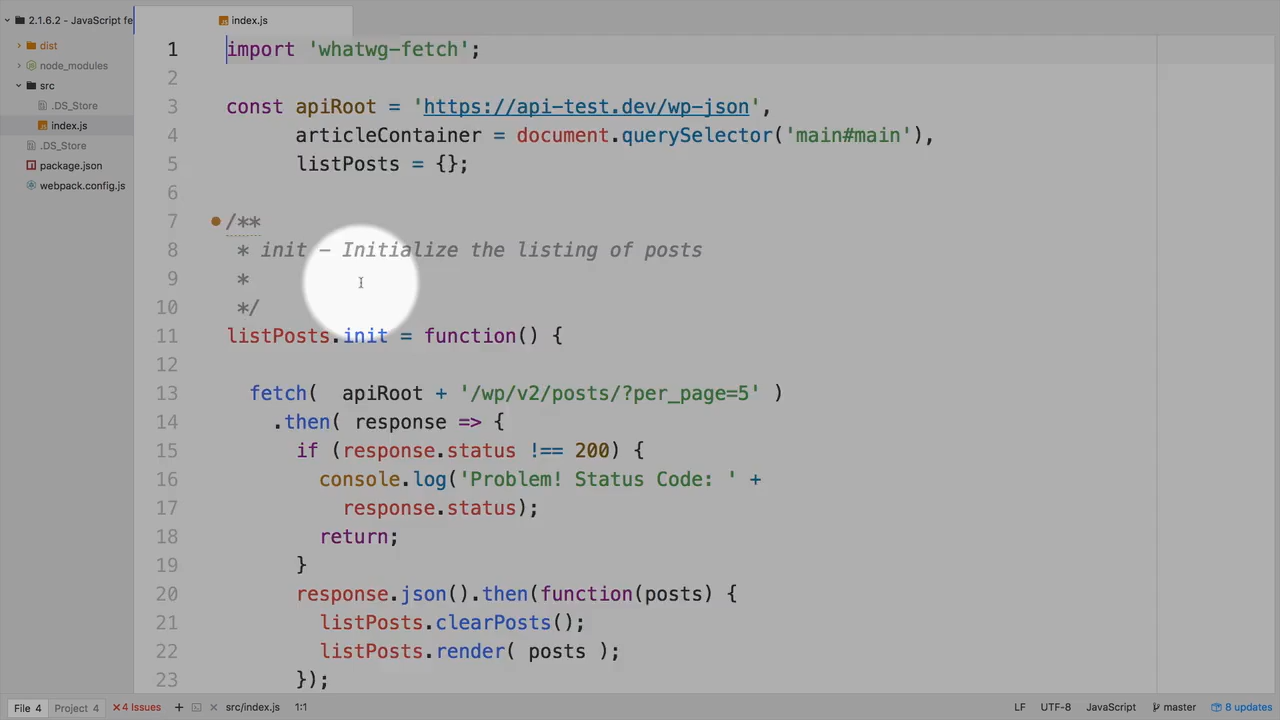 2.1.6.2 - JavaScript fe
dist
node_modules
src
.DS_Store
index.js
.DS_Store
package.json
webpack.config.js
index.js
1 import 'whatwg-fetch';
2
3 const apiRoot = 'https://api-test.dev/wp-json',
4 articleContainer = document.querySelector('main#main'),
5 listPosts = {};
6
7 /**
8 * init - Initialize the listing of posts
9 *
10 */
11 listPosts.init = function() {
12
13 fetch(  apiRoot + '/wp/v2/posts/?per_page=5' )
14 .then( response => {
15 if (response.status !== 200) {
16 console.log('Problem! Status Code: ' +
17 response.status);
18 return;
19 }
20 response.json().then(function(posts) {
21 listPosts.clearPosts();
22 listPosts.render( posts );
23 });
File 4 Project 4 4 Issues + src/index.js 1:1 LF UTF-8 JavaScript master 8 updates